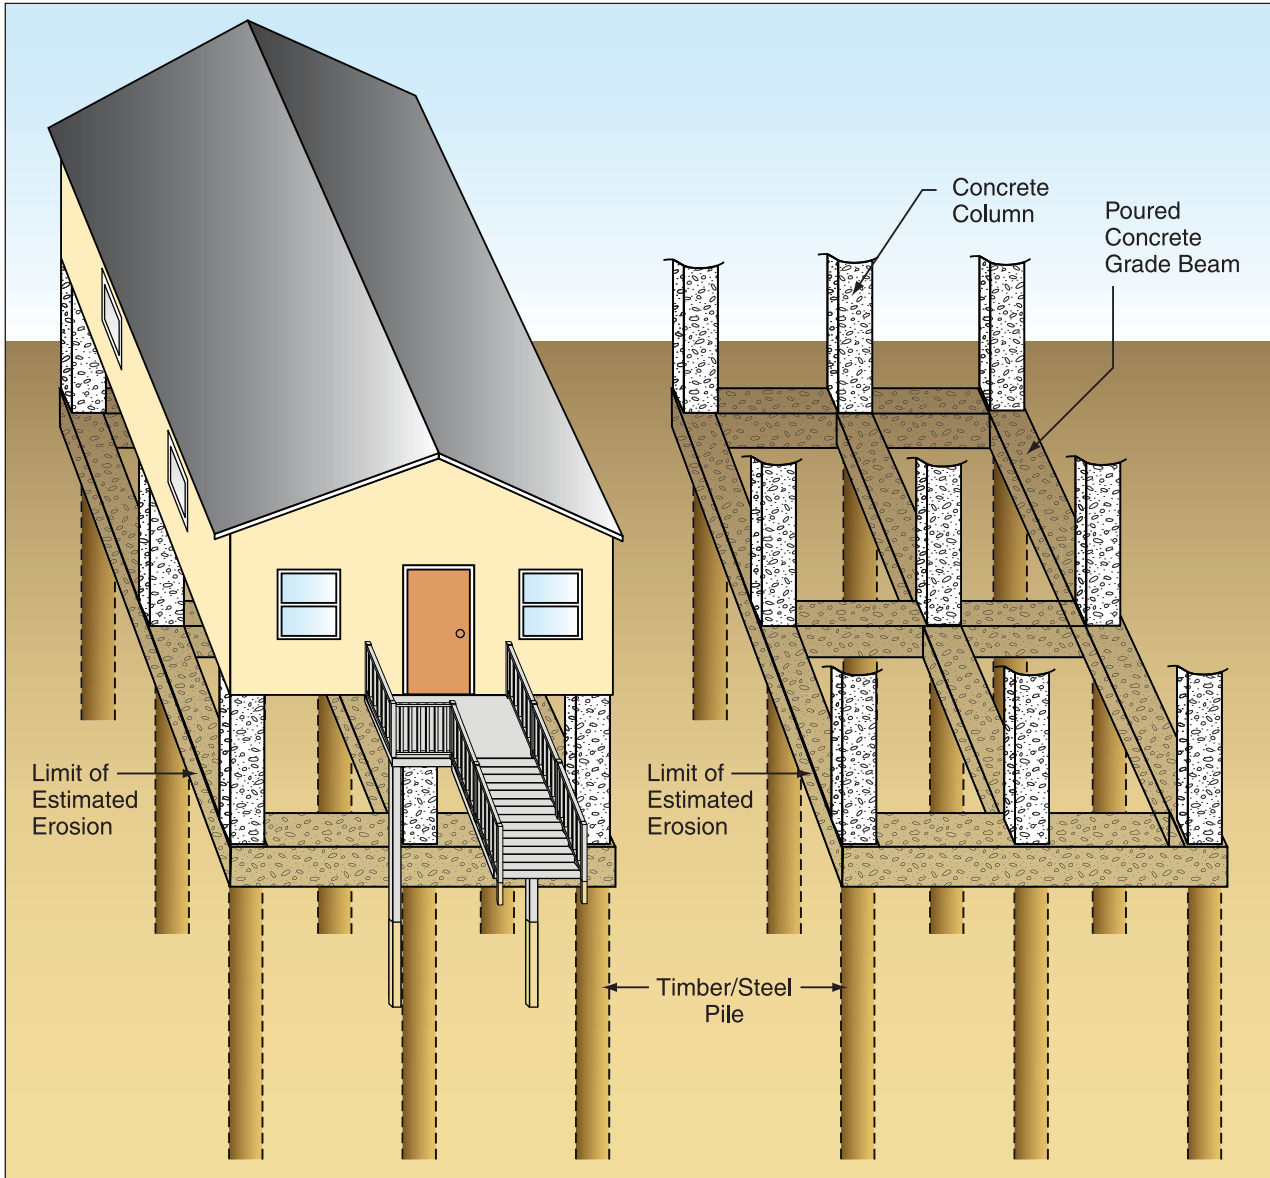 Concrete
Column
Poured
Concrete
Grade Beam
Limit of
Estimated
Erosion
Limit of
Estimated
Erosion
Timber/Steel
Pile